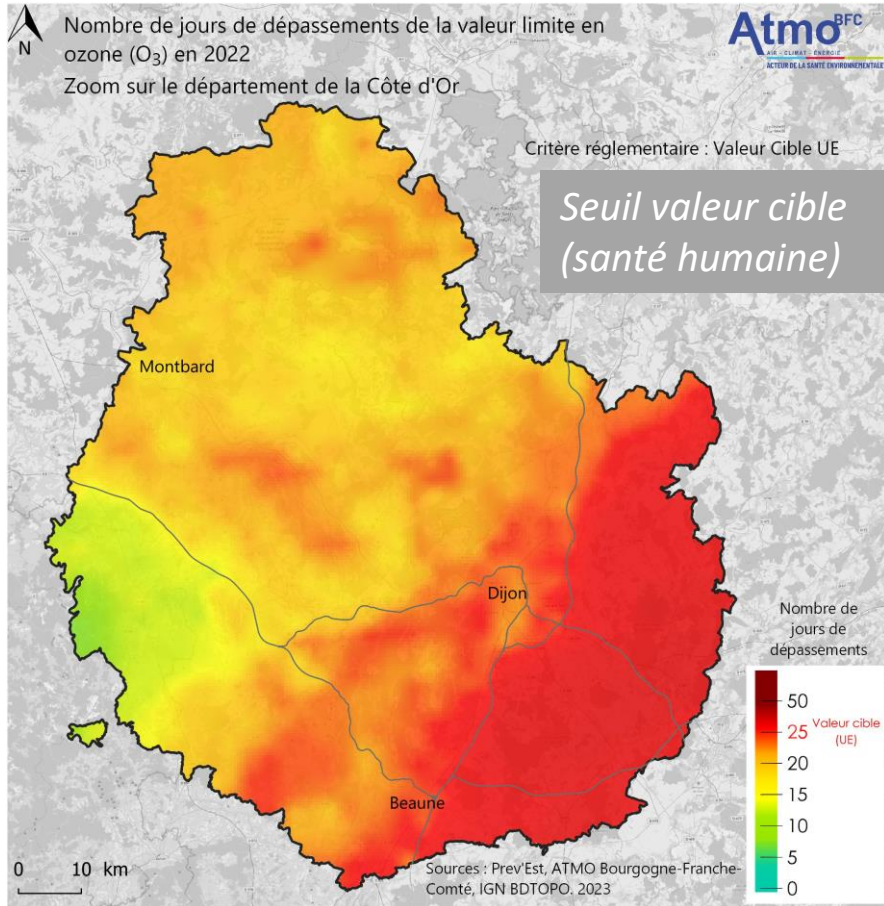 Nombre de jours de dépassements de la valeur limite en
ozone (O₃) en 2022
Zoom sur le département de la Côte d'Or
N
Atmo BFC
AIR - CLIMAT - ÉNERGIE
ACTEUR DE LA SANTÉ ENVIRONNEMENTALE
Critère réglementaire : Valeur Cible UE
Seuil valeur cible
(santé humaine)
Montbard
Dijon
Beaune
Nombre de
jours de
dépassements
50
25 Valeur cible
(UE)
20
15
10
5
0
0 10 km
Sources : Prev'Est, ATMO Bourgogne-Franche-
Comté, IGN BDTOPO. 2023